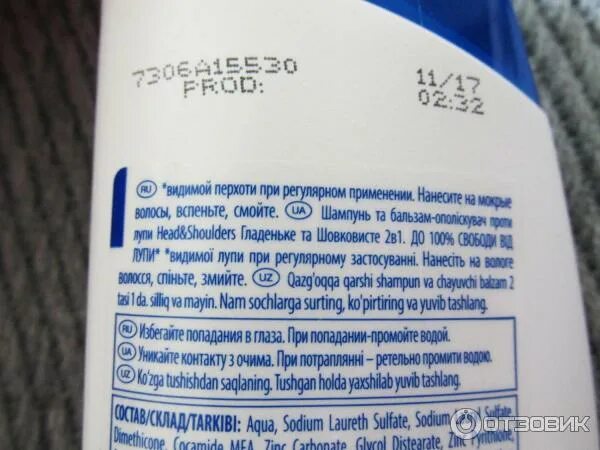 7306A15530 11/17
PROD: 02:32
RU *видимой перхоти при регулярном применении. Нанесите на мокрые
волосы, вспеньте, смойте. UA Шампунь та бальзам-ополіскувач проти
лупи Head&Shoulders Гладеньке та Шовковисте 2в1. ДО 100% СВОБОДИ ВІД
ЛУПИ* *видимої лупи при регулярному застосуванні. Нанесіть на вологе
волосся, спіньте, змийте. UZ Qazg'oqqa qarshi shampun va chayuvchi balzam 2
tasi 1 da. silliq va mayin. Nam sochlarga surting, ko'pirtiring va yuvib tashlang.
RU Избегайте попадания в глаза. При попадании-промойте водой.
UA Уникайте контакту з очима. При потраплянні – ретельно промити водою.
UZ Ko'zga tushishdan saqlaning. Tushgan holda yaxshilab yuvib tashlang.
СОСТАВ/СКЛАД/TARKIBI: Aqua, Sodium Laureth Sulfate, Sodium Sulfate,
Dimethicone, Cocamide MEA, Zinc Carbonate, Glycol Distearate, Zinc Pyrithione,
ОТЗОВИК